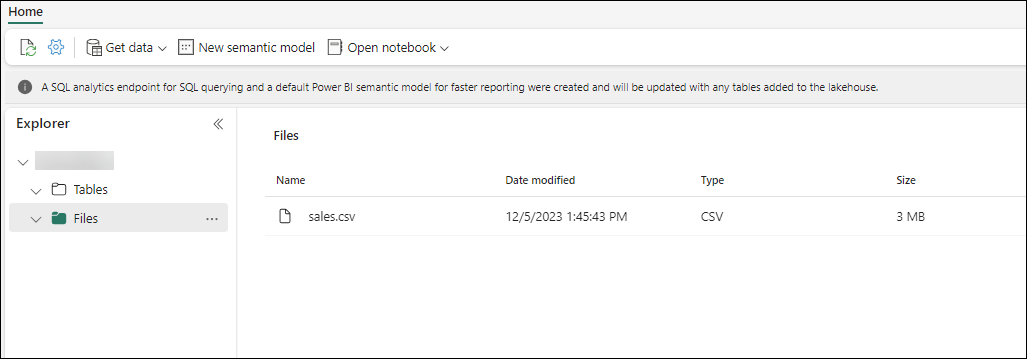 Home
Get data New semantic model Open notebook
A SQL analytics endpoint for SQL querying and a default Power BI semantic model for faster reporting were created and will be updated with any tables added to the lakehouse.
Explorer
Tables
Files
Files
Name Date modified Type Size
sales.csv 12/5/2023 1:45:43 PM CSV 3 MB